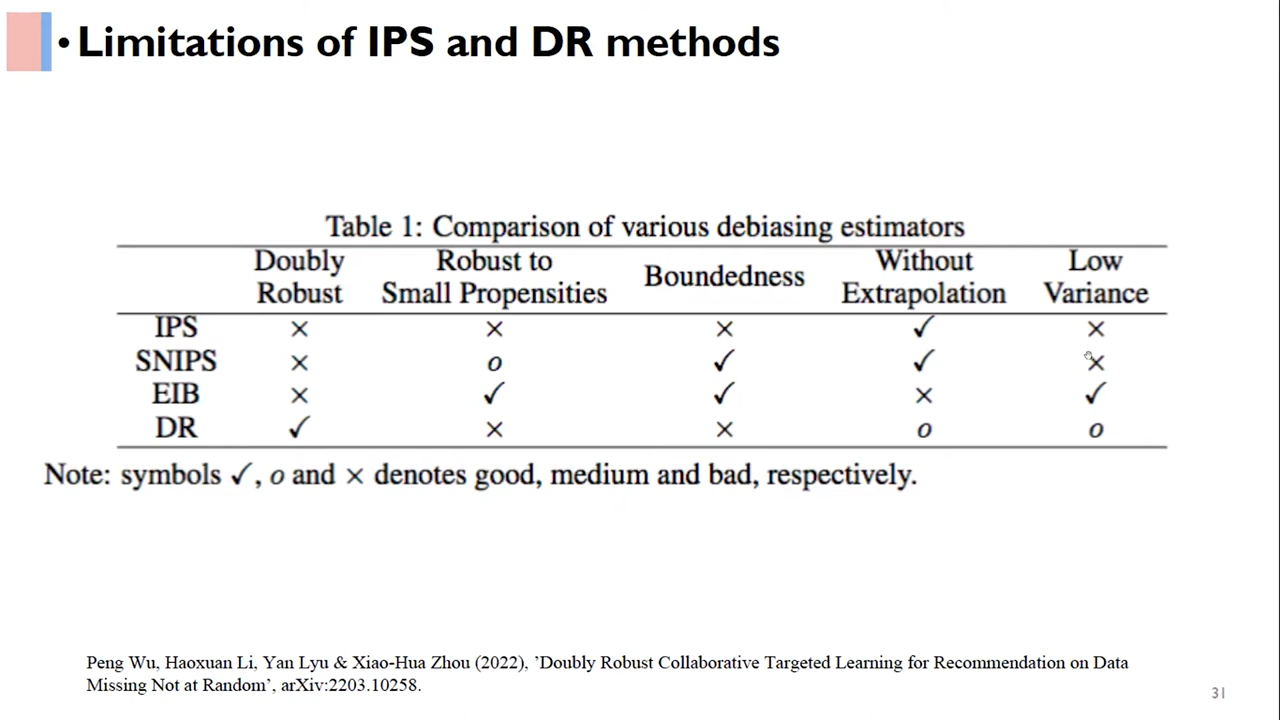 • Limitations of IPS and DR methods
Table 1: Comparison of various debiasing estimators
Doubly Robust Robust to Small Propensities Boundedness Without Extrapolation Low Variance
IPS × × × ✓ ×
SNIPS × o ✓ ✓ ×
EIB × ✓ ✓ × ✓
DR ✓ × × o o
Note: symbols ✓, o and × denotes good, medium and bad, respectively.
Peng Wu, Haoxuan Li, Yan Lyu & Xiao-Hua Zhou (2022), ’Doubly Robust Collaborative Targeted Learning for Recommendation on Data
Missing Not at Random’, arXiv:2203.10258.
31